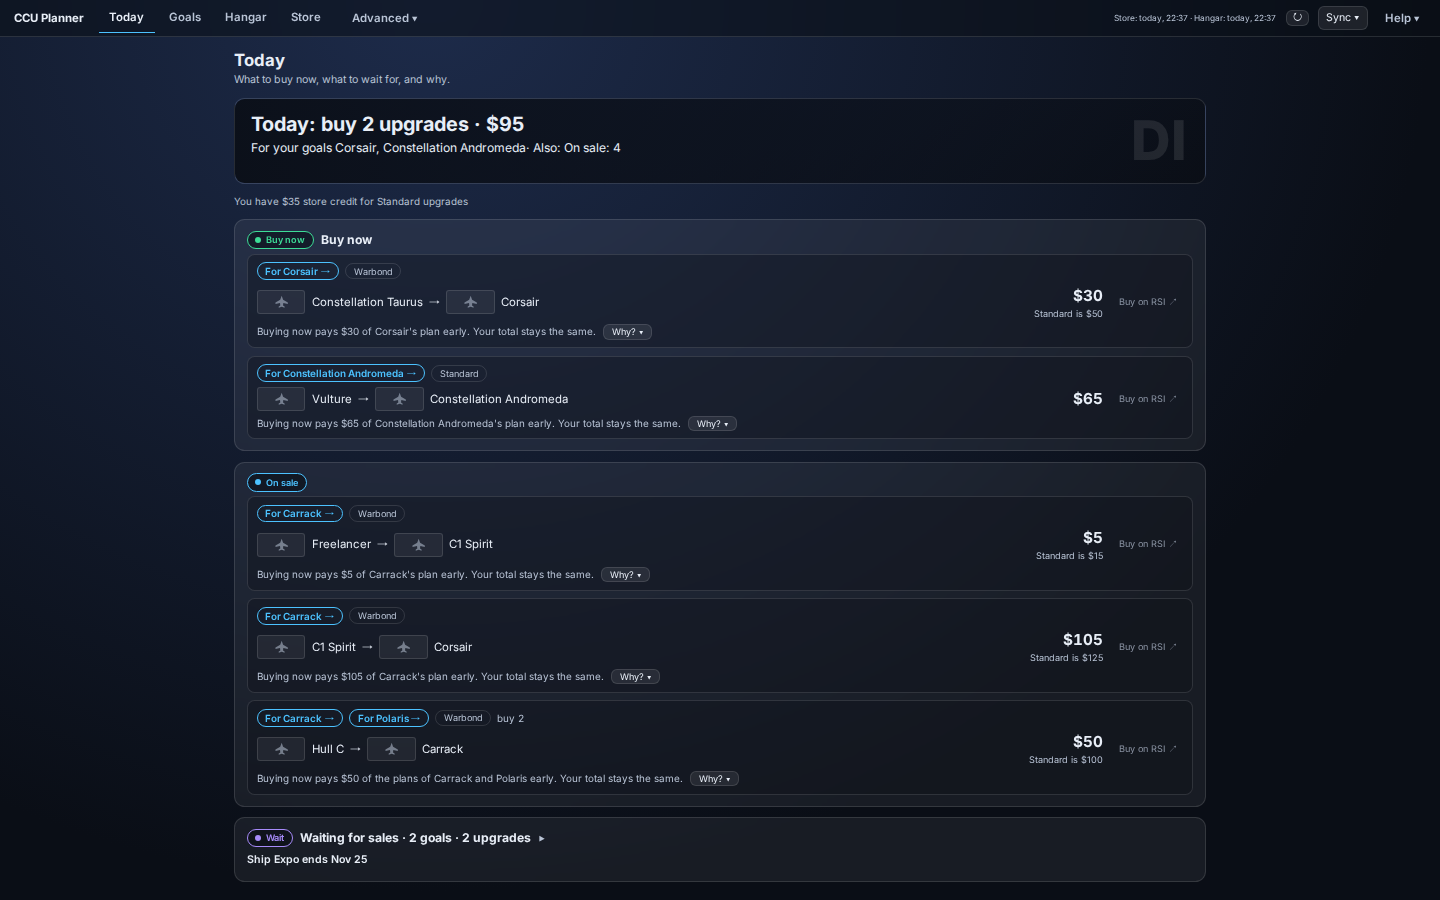 CCU Planner Today Goals Hangar Store Advanced ▾ Store: today, 22:37 · Hangar: today, 22:37 Sync ▾ Help ▾
Today
What to buy now, what to wait for, and why.
Today: buy 2 upgrades · $95
For your goals Corsair, Constellation Andromeda· Also: On sale: 4
DI
You have $35 store credit for Standard upgrades
Buy now Buy now
For Corsair → Warbond
Constellation Taurus → Corsair
$30
Standard is $50
Buy on RSI ↗
Buying now pays $30 of Corsair's plan early. Your total stays the same. Why? ▾
For Constellation Andromeda → Standard
Vulture → Constellation Andromeda
$65
Buy on RSI ↗
Buying now pays $65 of Constellation Andromeda's plan early. Your total stays the same. Why? ▾
On sale
For Carrack → Warbond
Freelancer → C1 Spirit
$5
Standard is $15
Buy on RSI ↗
Buying now pays $5 of Carrack's plan early. Your total stays the same. Why? ▾
For Carrack → Warbond
C1 Spirit → Corsair
$105
Standard is $125
Buy on RSI ↗
Buying now pays $105 of Carrack's plan early. Your total stays the same. Why? ▾
For Carrack → For Polaris → Warbond buy 2
Hull C → Carrack
$50
Standard is $100
Buy on RSI ↗
Buying now pays $50 of the plans of Carrack and Polaris early. Your total stays the same. Why? ▾
Wait Waiting for sales · 2 goals · 2 upgrades ▸
Ship Expo ends Nov 25